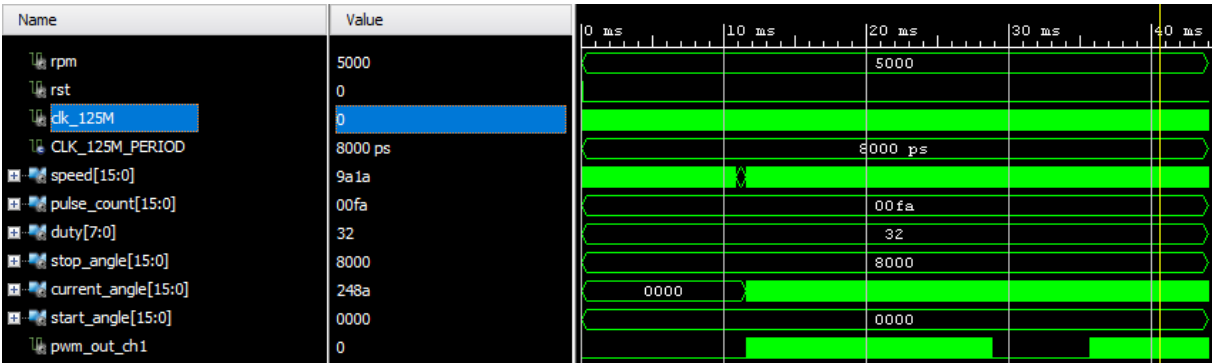 Name Value
0 ms 10 ms 20 ms 30 ms 40 ms
rpm 5000 5000
rst 0
clk_125M 0
CLK_125M_PERIOD 8000 ps 8000 ps
speed[15:0] 9a1a
pulse_count[15:0] 00fa 00fa
duty[7:0] 32 32
stop_angle[15:0] 8000 8000
current_angle[15:0] 248a 0000
start_angle[15:0] 0000 0000
pwm_out_ch1 0